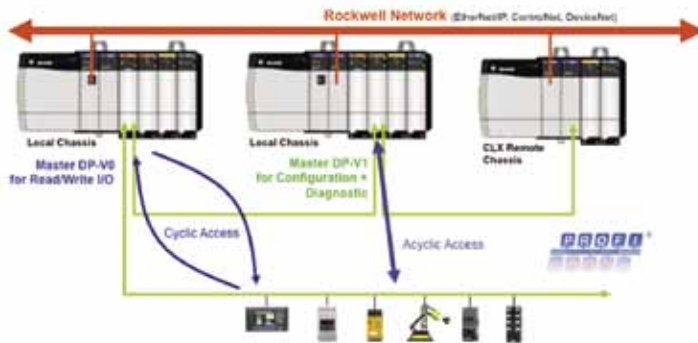 Rockwell Network (EtherNet/IP, ControlNet, DeviceNet)
Local Chassis
Local Chassis
CLX Remote
Chassis
Master DP-V0
for Read/Write I/O
Master DP-V1
for Configuration +
Diagnostic
Cyclic Access
Acyclic Access
PROFI